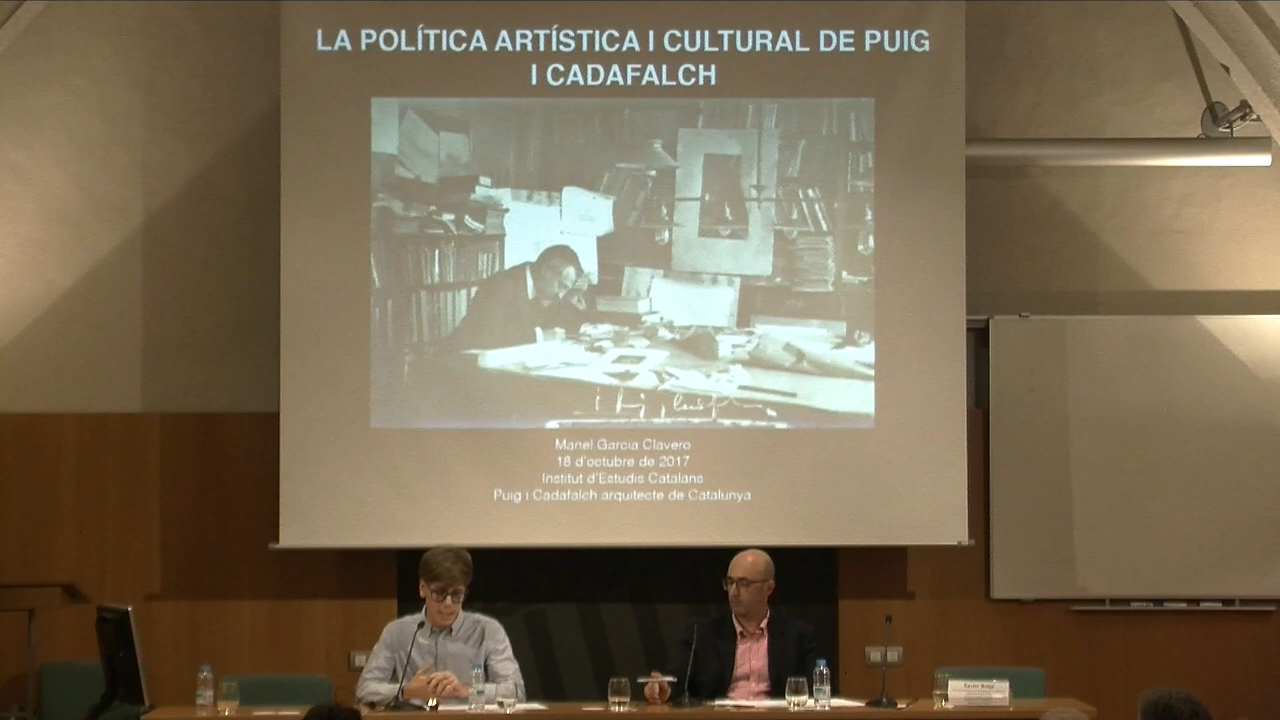 LA POLÍTICA ARTÍSTICA I CULTURAL DE PUIG
I CADAFALCH
Manel Garcia Clavero
18 d'octubre de 2017
Institut d'Estudis Catalans
Puig i Cadafalch arquitecte de Catalunya